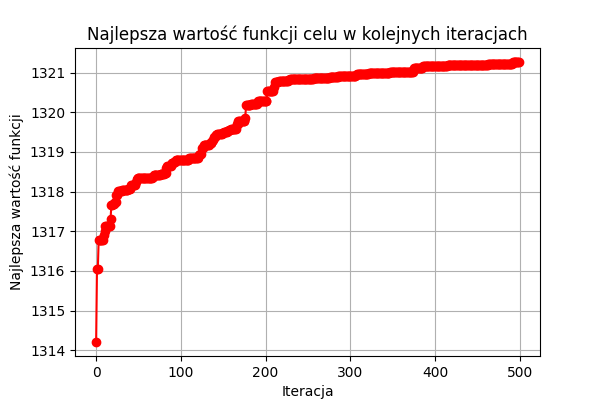 Najlepsza wartość funkcji celu w kolejnych iteracjach
Najlepsza wartość funkcji
1321
1320
1319
1318
1317
1316
1315
1314
0 100 200 300 400 500
Iteracja